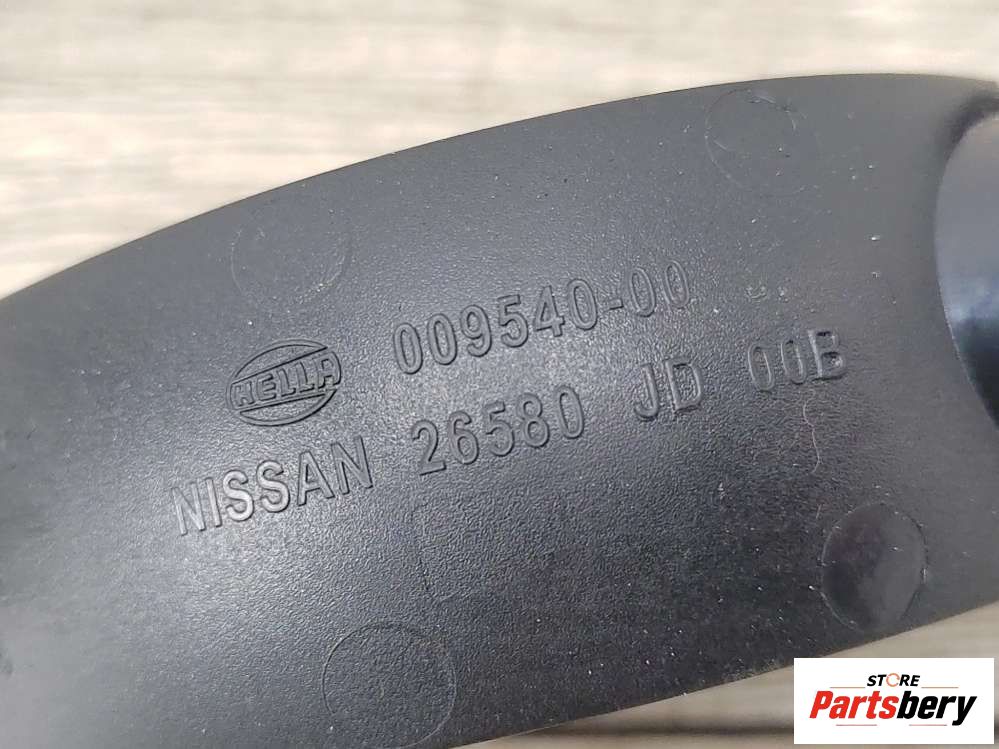 HELLA
009540-00
NISSAN 26580 JD 00B
STORE
Partsbery